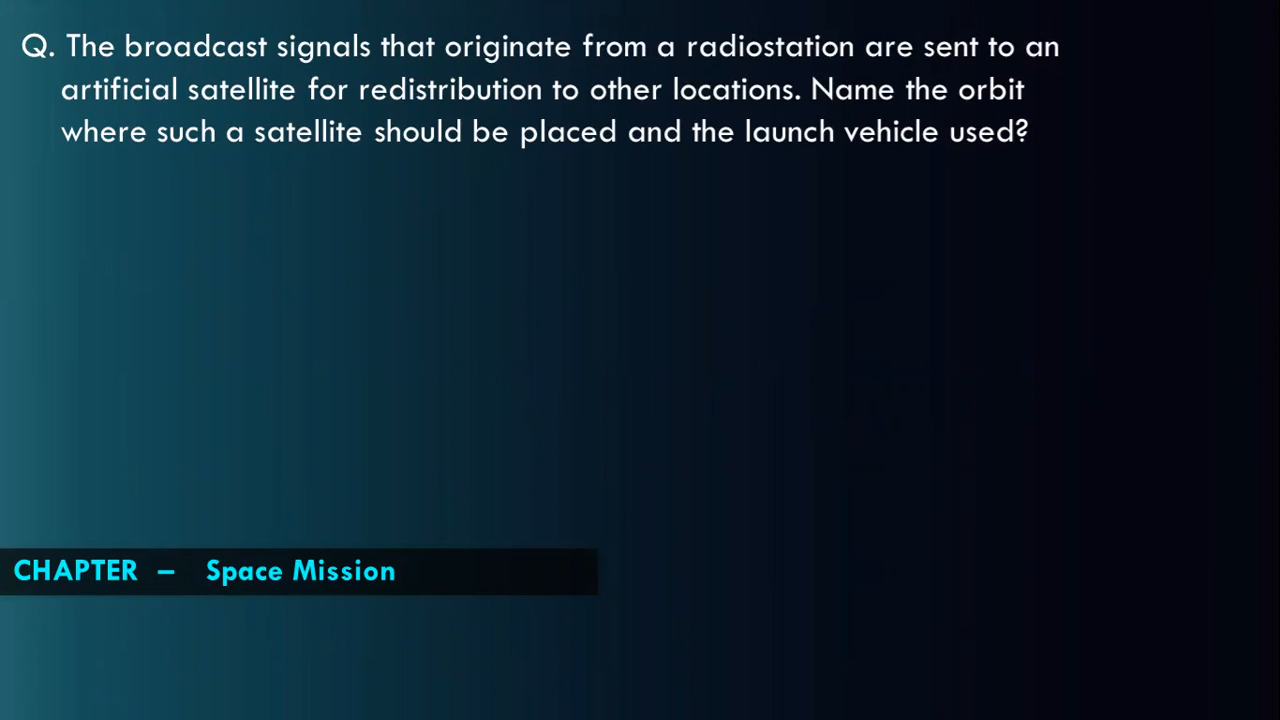 Q. The broadcast signals that originate from a radiostation are sent to an
artificial satellite for redistribution to other locations. Name the orbit
where such a satellite should be placed and the launch vehicle used?
CHAPTER – Space Mission